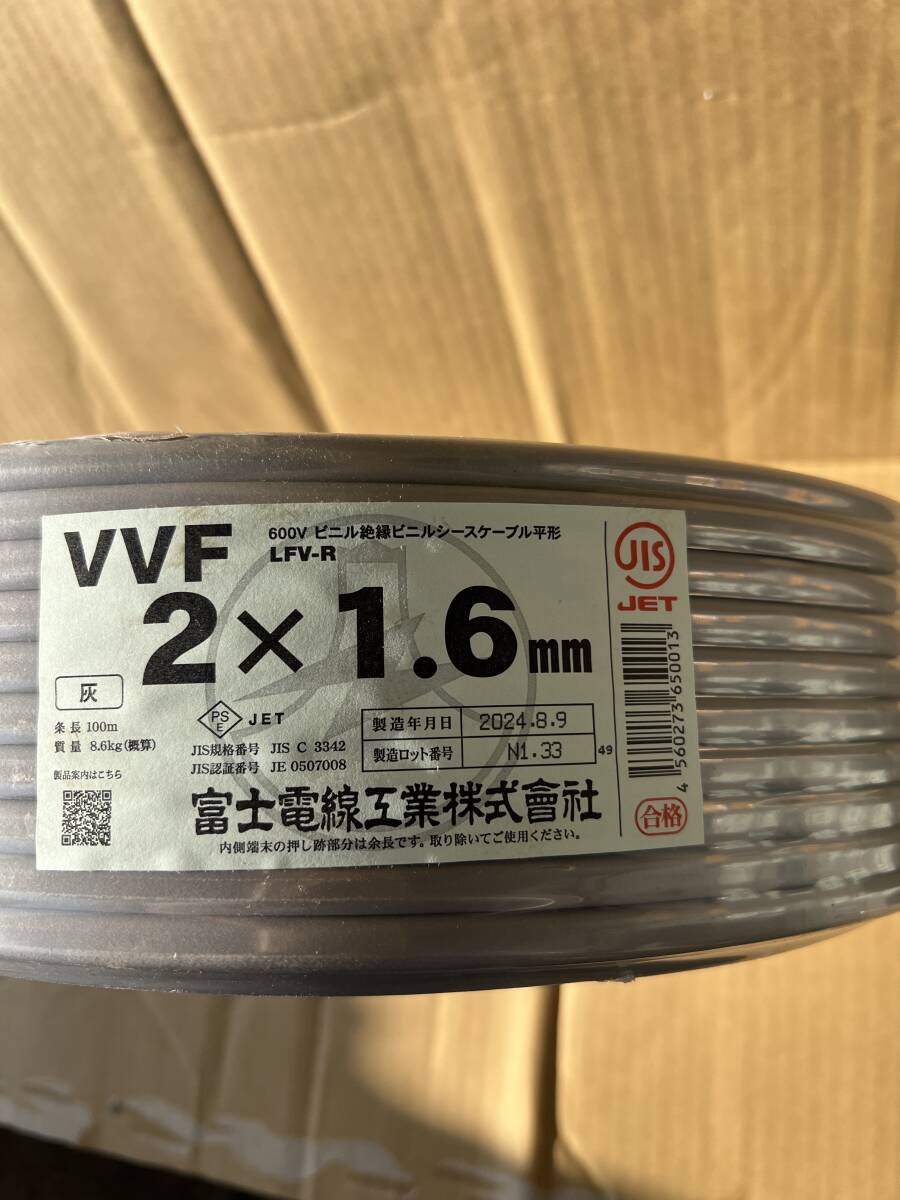 VVF
600V ビニル絶縁ビニルシースケーブル平形
LFV-R
2×1.6mm
灰
条長 100m
質量 8.6kg(概算)
製品案内はこちら
PS
E
JET
JIS規格番号 JIS C 3342
JIS認証番号 JE 0507008
製造年月日 2024.8.9
製造ロット番号 N1.33
49
富士電線工業株式會社
内側端末の押し跡部分は余長です。取り除いてご使用ください。
JIS
JET
4 560273 650013
合格